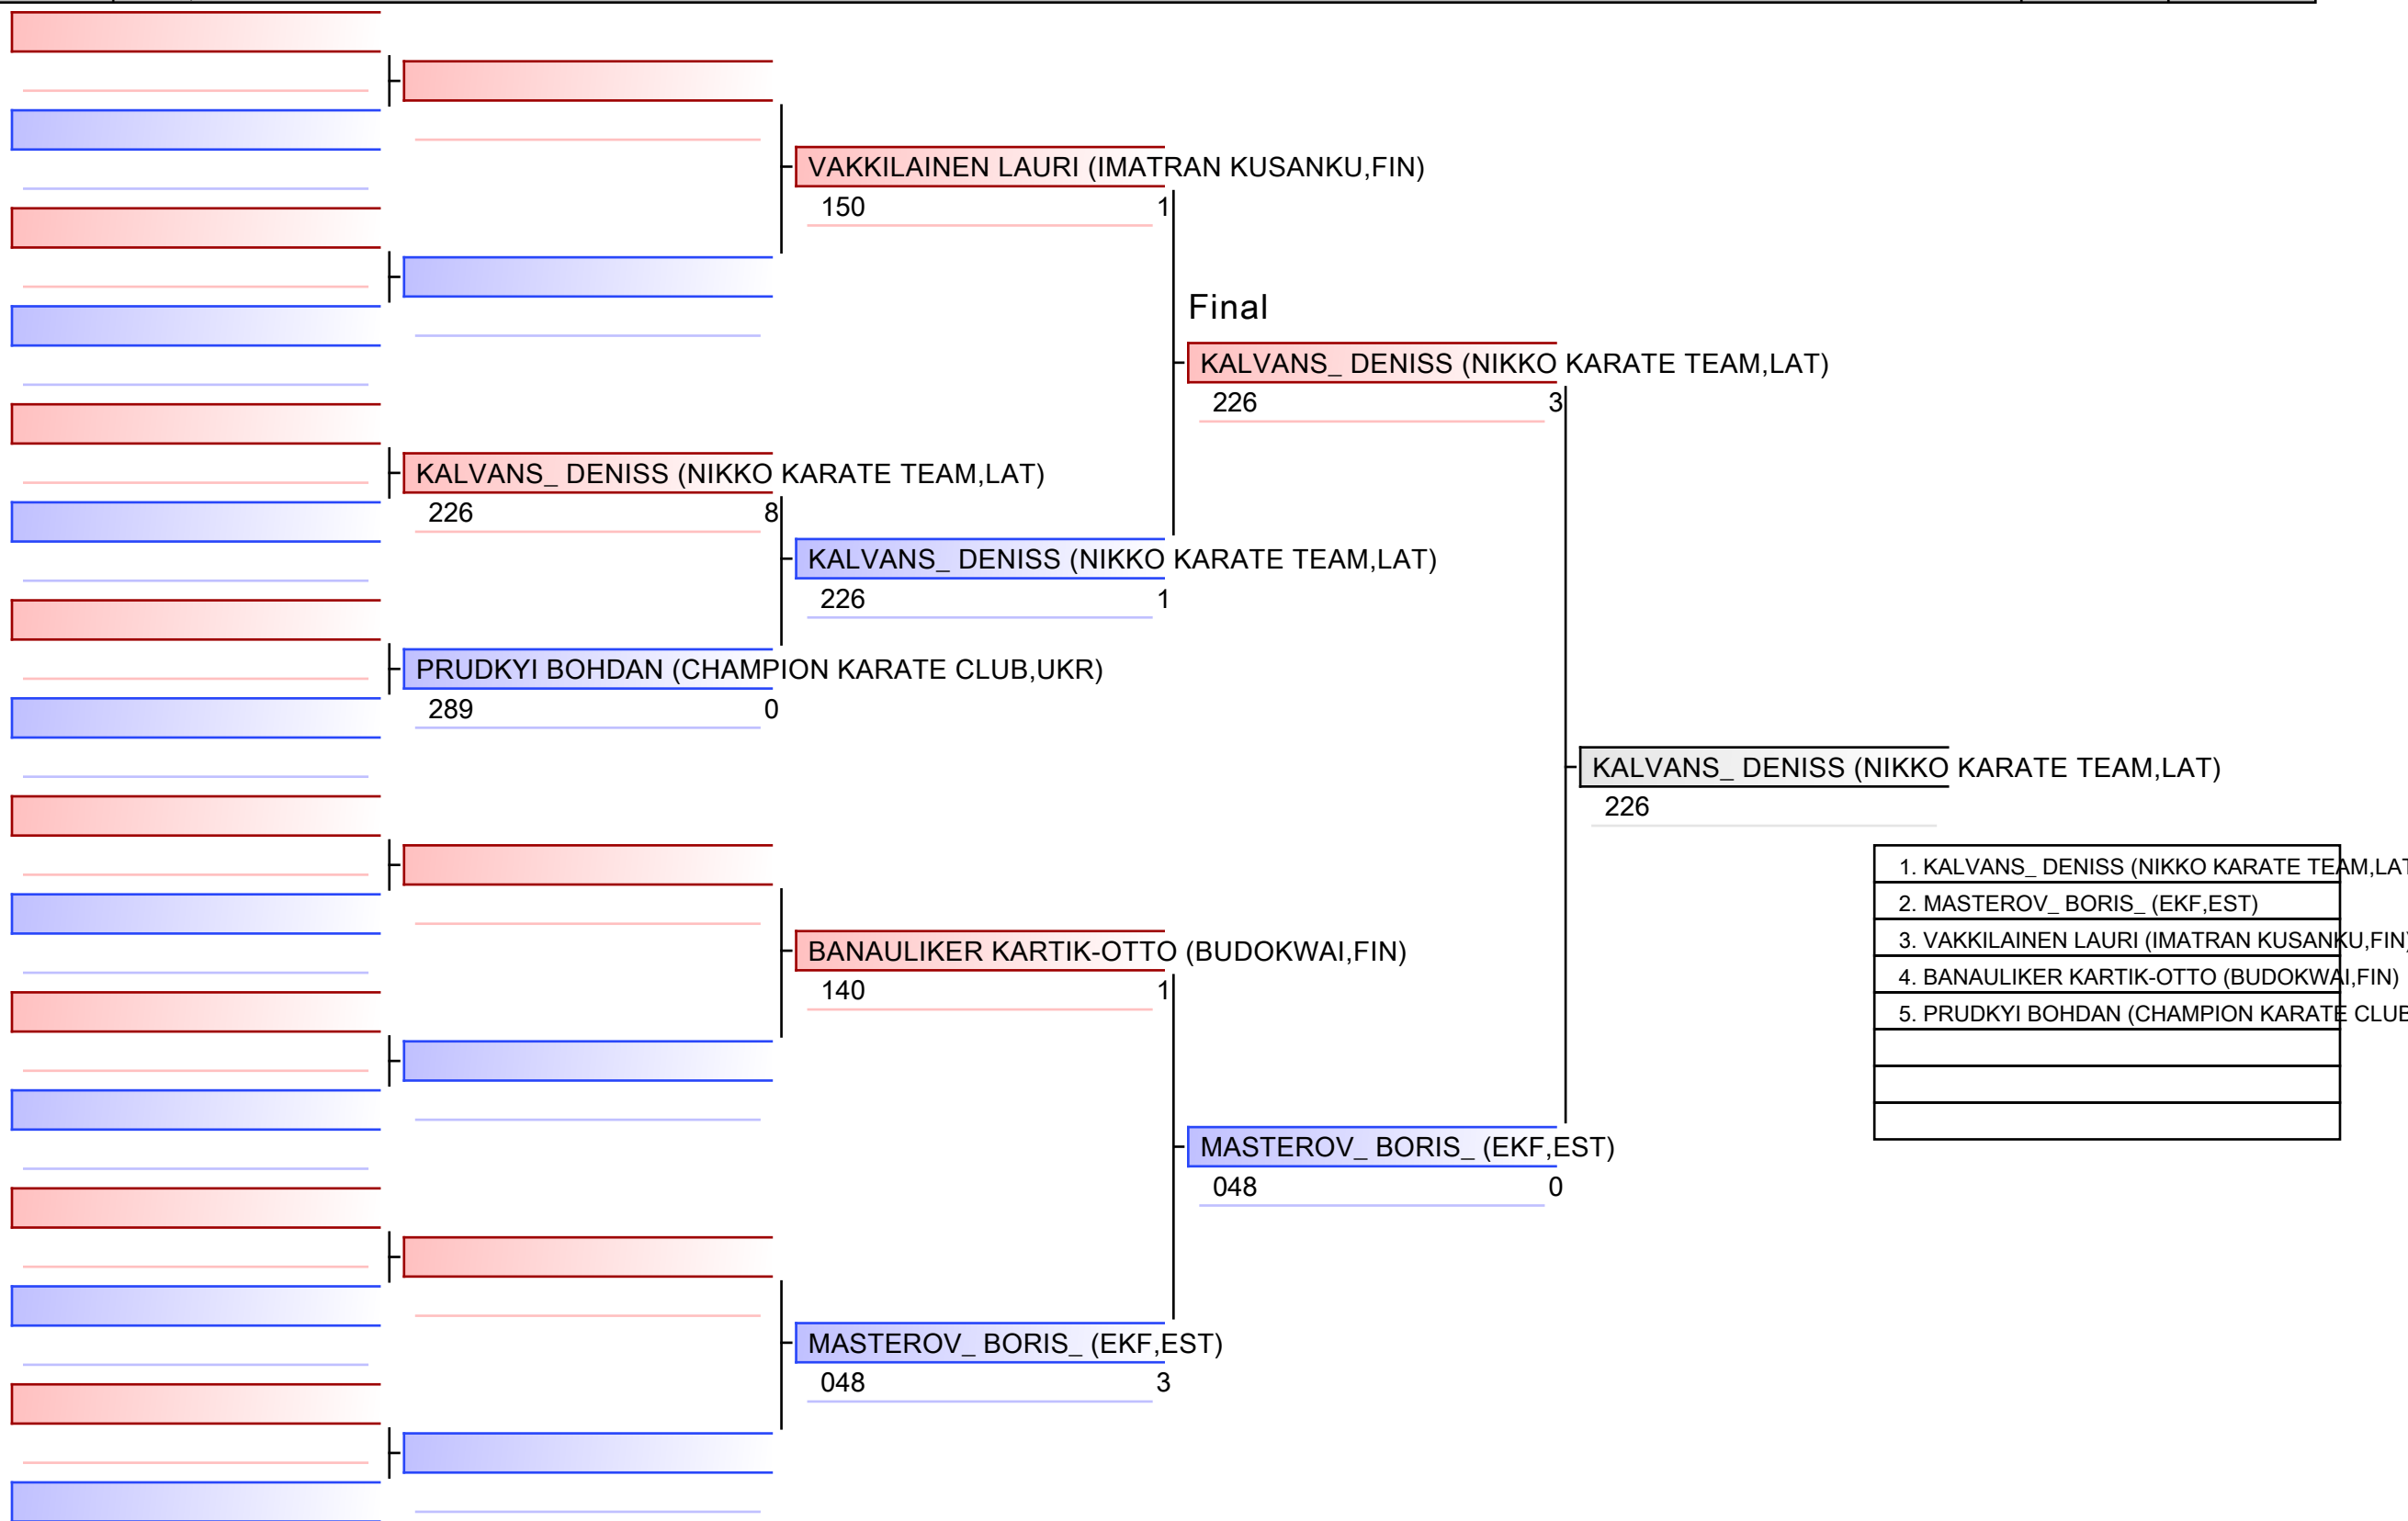 VAKKILAINEN LAURI (IMATRAN KUSANKU,FIN)
150 1
Final
KALVANS_ DENISS (NIKKO KARATE TEAM,LAT)
226 3
KALVANS_ DENISS (NIKKO KARATE TEAM,LAT)
226 8
KALVANS_ DENISS (NIKKO KARATE TEAM,LAT)
226 1
PRUDKYI BOHDAN (CHAMPION KARATE CLUB,UKR)
289 0
KALVANS_ DENISS (NIKKO KARATE TEAM,LAT)
226
1. KALVANS_ DENISS (NIKKO KARATE TEAM,LAT
2. MASTEROV_ BORIS_ (EKF,EST)
3. VAKKILAINEN LAURI (IMATRAN KUSANKU,FIN)
4. BANAULIKER KARTIK-OTTO (BUDOKWAI,FIN)
5. PRUDKYI BOHDAN (CHAMPION KARATE CLUB
BANAULIKER KARTIK-OTTO (BUDOKWAI,FIN)
140 1
MASTEROV_ BORIS_ (EKF,EST)
048 0
MASTEROV_ BORIS_ (EKF,EST)
048 3